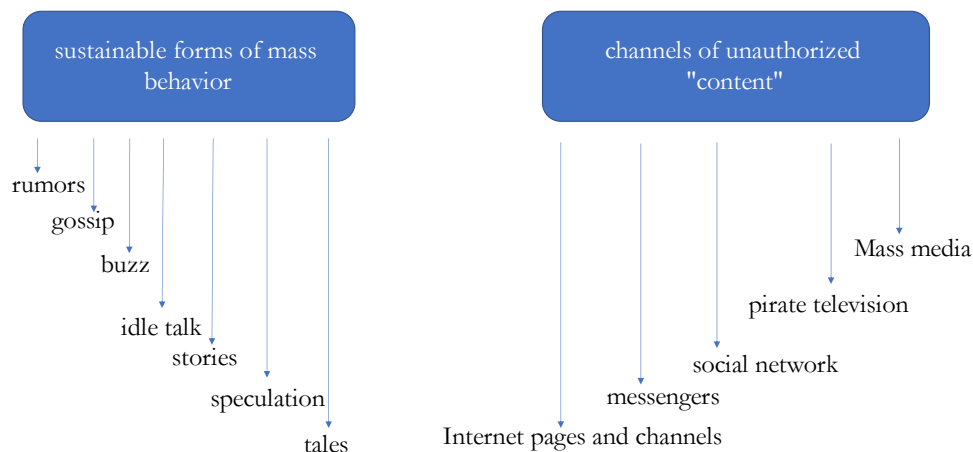 sustainable forms of mass
behavior
rumors
gossip
buzz
idle talk
stories
speculation
tales
channels of unauthorized
"content"
Mass media
pirate television
social network
messengers
Internet pages and channels